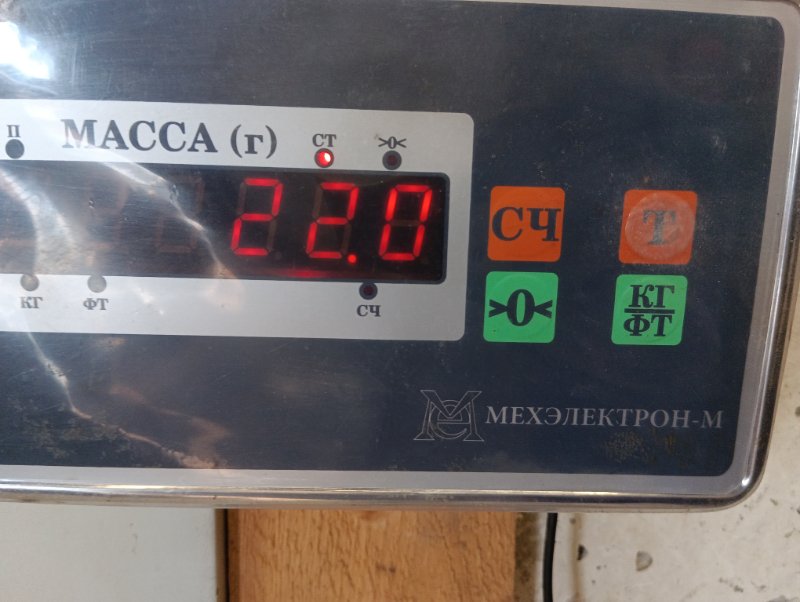 П
МАССА (г)
СТ
>0<
22.0
КГ
ФТ
СЧ
СЧ
Т
>0<
КГ
ФТ
МЕХЭЛЕКТРОН-М